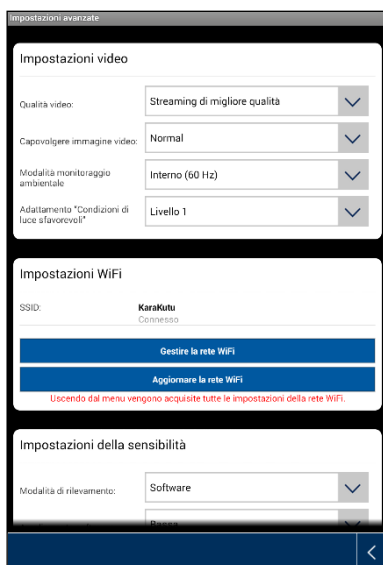 Impostazioni avanzate
Impostazioni video
Qualità video:
Streaming di migliore qualità
Capovolgere immagine video:
Normal
Modalità monitoraggio
ambientale
Interno (60 Hz)
Adattamento "Condizioni di
luce sfavorevoli"
Livello 1
Impostazioni WiFi
SSID:
KaraKutu
Connesso
Gestire la rete WiFi
Aggiornare la rete WiFi
Uscendo dal menu vengono acquisite tutte le impostazioni della rete WiFi.
Impostazioni della sensibilità
Modalità di rilevamento:
Software